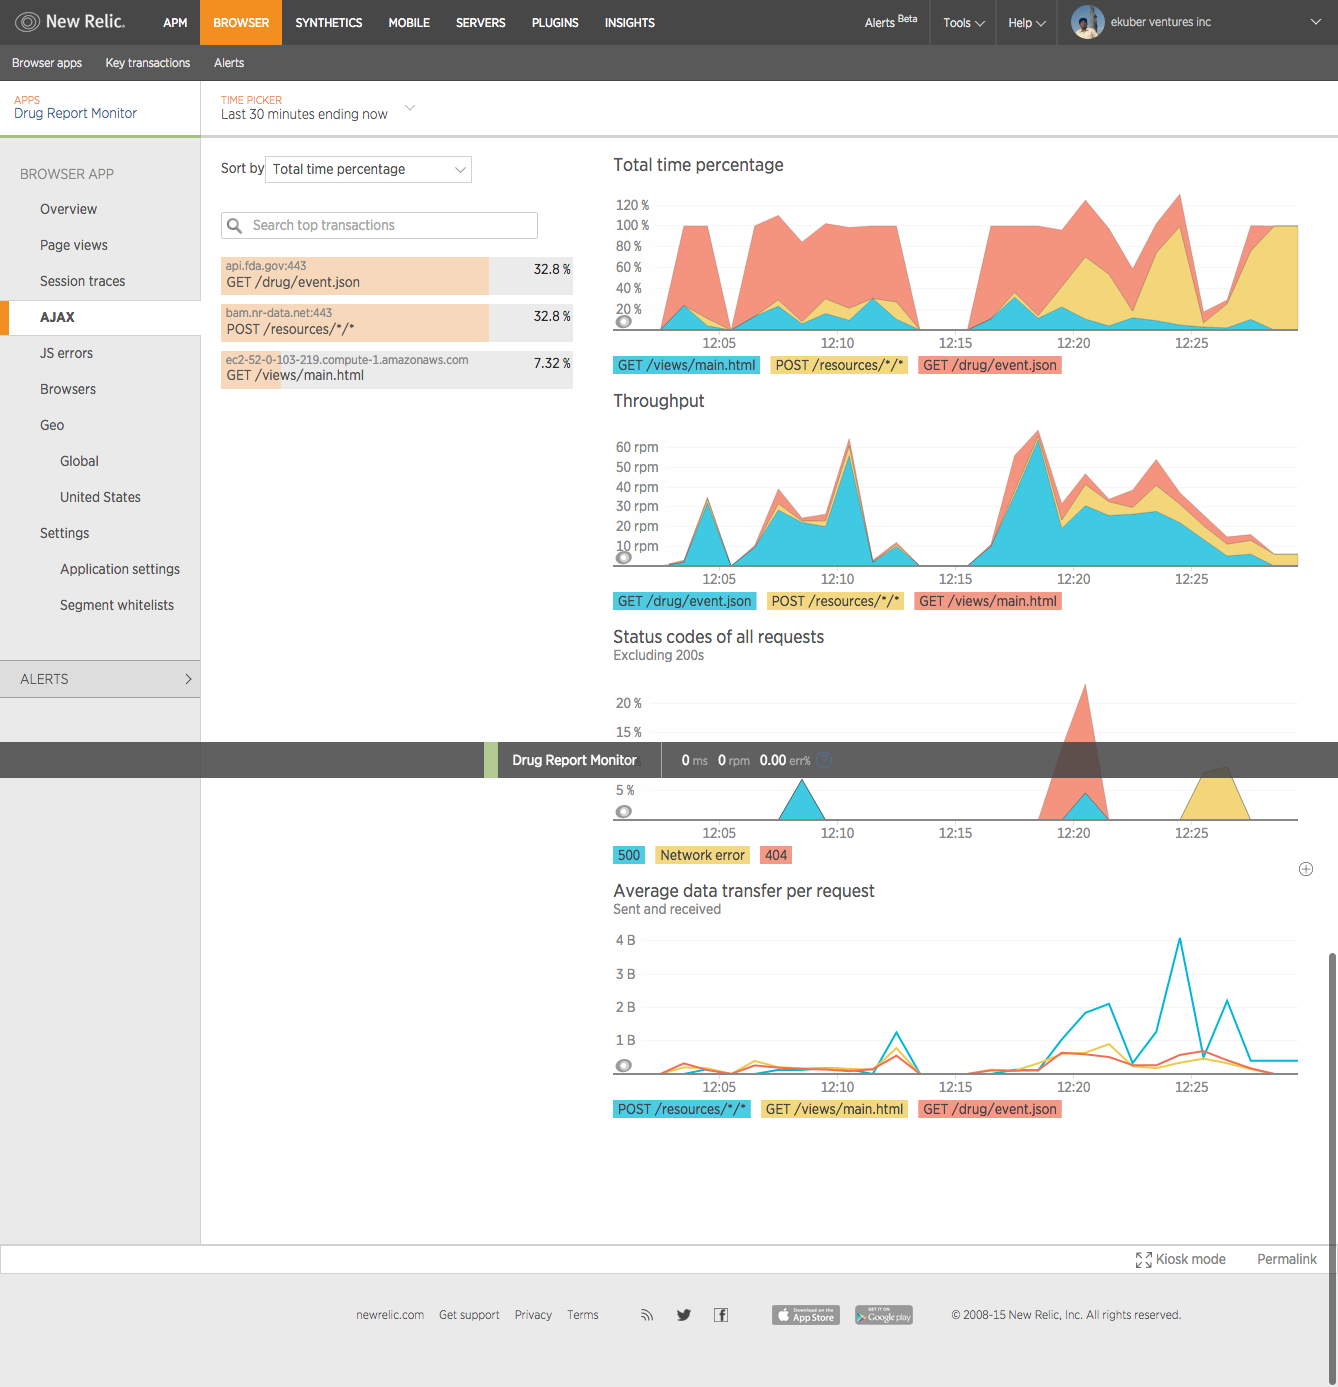 New Relic.
APM
BROWSER
SYNTHETICS
MOBILE
SERVERS
PLUGINS
INSIGHTS
Alerts Beta
Tools
Help
ekuber ventures inc
Browser apps
Key transactions
Alerts
APPS
Drug Report Monitor
TIME PICKER
Last 30 minutes ending now
BROWSER APP
Overview
Page views
Session traces
AJAX
JS errors
Browsers
Geo
Global
United States
Settings
Application settings
Segment whitelists
ALERTS
Sort by Total time percentage
Search top transactions
api.fda.gov:443
GET /drug/event.json
32.8 %
bam.nr-data.net:443
POST /resources/*/*
32.8 %
ec2-52-0-103-219.compute-1.amazonaws.com
GET /views/main.html
7.32 %
Total time percentage
120 %
100 %
80 %
60 %
40 %
20 %
12:05 12:10 12:15 12:20 12:25
GET /views/main.html POST /resources/*/* GET /drug/event.json
Throughput
60 rpm
50 rpm
40 rpm
30 rpm
20 rpm
10 rpm
12:05 12:10 12:15 12:20 12:25
GET /drug/event.json POST /resources/*/* GET /views/main.html
Status codes of all requests
Excluding 200s
20 %
15 %
Drug Report Monitor 0 ms 0 rpm 0.00 err% ?
5 %
12:05 12:10 12:15 12:20 12:25
500 Network error 404
Average data transfer per request
Sent and received
4 B
3 B
2 B
1 B
12:05 12:10 12:15 12:20 12:25
POST /resources/*/* GET /views/main.html GET /drug/event.json
Kiosk mode
Permalink
newrelic.com
Get support
Privacy
Terms
Download on the
App Store
GET IT ON
Google play
© 2008-15 New Relic, Inc. All rights reserved.